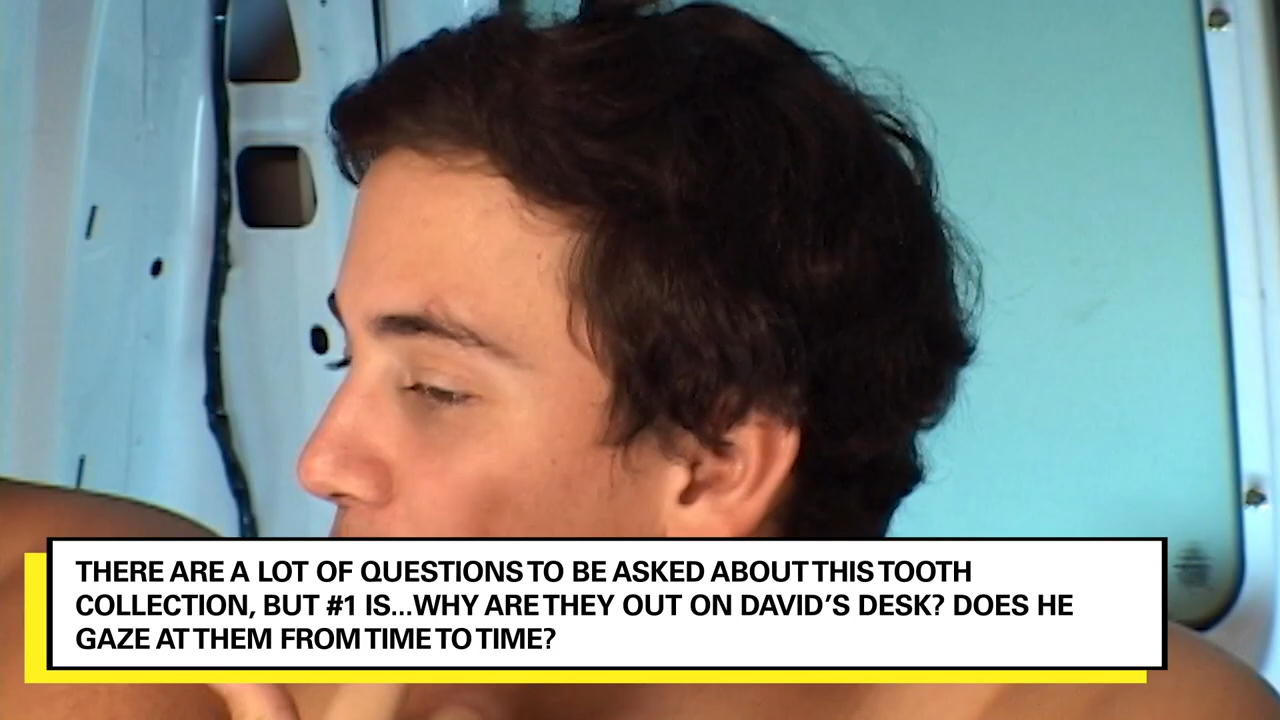 THERE ARE A LOT OF QUESTIONS TO BE ASKED ABOUT THIS TOOTH
COLLECTION, BUT #1 IS...WHY ARE THEY OUT ON DAVID'S DESK? DOES HE
GAZE AT THEM FROM TIME TO TIME?